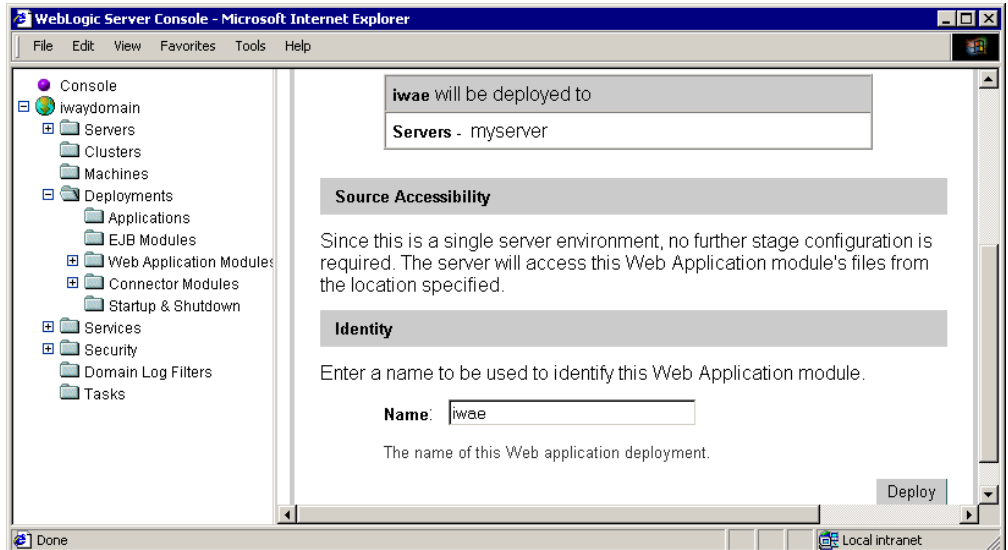 WebLogic Server Console - Microsoft Internet Explorer
File Edit View Favorites Tools Help
Console
iwaydomain
Servers
Clusters
Machines
Deployments
Applications
EJB Modules
Web Application Modules
Connector Modules
Startup & Shutdown
Services
Security
Domain Log Filters
Tasks
iwae will be deployed to
Servers - myserver
Source Accessibility
Since this is a single server environment, no further stage configuration is
required. The server will access this Web Application module's files from
the location specified.
Identity
Enter a name to be used to identify this Web Application module.
Name: iwae
The name of this Web application deployment.
Deploy
Done
Local intranet